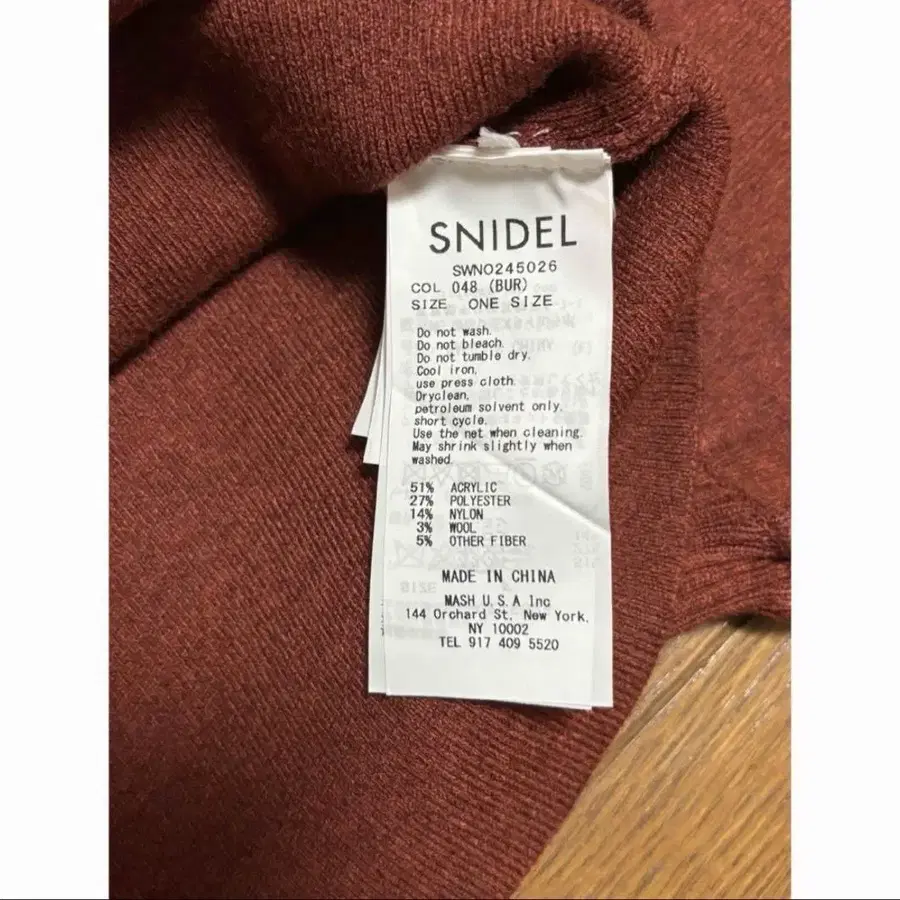 SNIDEL
SWNO245026
COL 048 (BUR)
SIZE ONE SIZE
Do not wash.
Do not bleach.
Do not tumble dry.
Cool iron,
use press cloth.
Dryclean,
petroleum solvent only,
short cycle.
Use the net when cleaning.
May shrink slightly when
washed.
51% ACRYLIC
27% POLYESTER
14% NYLON
3% WOOL
5% OTHER FIBER
MADE IN CHINA
MASH U.S.A Inc
144 Orchard St, New York,
NY 10002
TEL 917 409 5520